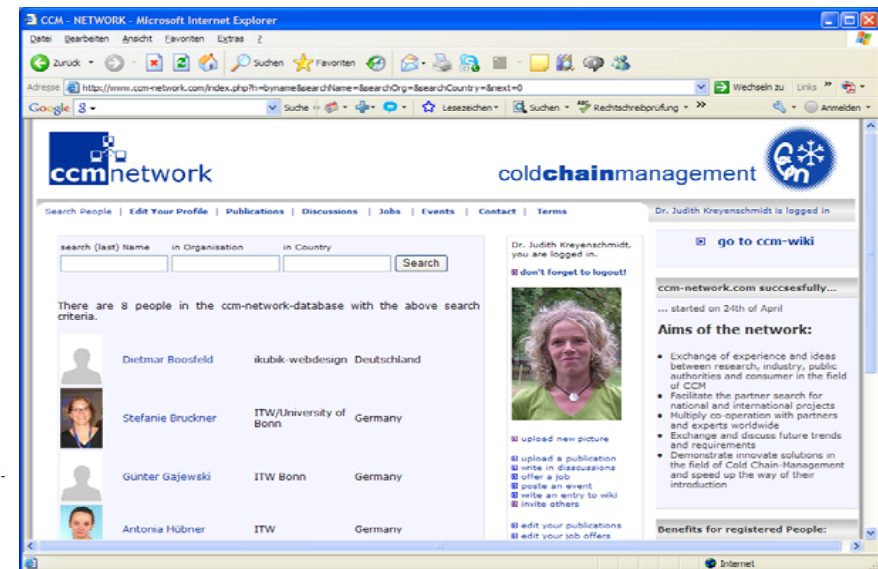 CCM - NETWORK - Microsoft Internet Explorer
Datei Bearbeiten Ansicht Favoriten Extras ?
Zurück Suchen Favoriten
Adresse http://www.ccm-network.com/index.php?h=byname&searchName=&searchOrg=&searchCountry=&next=0 Wechseln zu Links »
Google Suche Lesezeichen Suchen Rechtschreibprüfung » Anmelden
ccmnetwork
coldchainmanagement
CCM
Search People | Edit Your Profile | Publications | Discussions | Jobs | Events | Contact | Terms
Dr. Judith Kreyenschmidt is logged in
search (last) Name in Organisation in Country
Search
There are 8 people in the ccm-network-database with the above search
criteria.
Dietmar Boosfeld ikubik-webdesign Deutschland
Stefanie Bruckner ITW/University of
Bonn Germany
Günter Gajewski ITW Bonn Germany
Antonia Hübner ITW Germany
Dr. Judith Kreyenschmidt,
you are logged in.
don't forget to logout!
upload new picture
upload a publication
write in disscussions
offer a job
poste an event
write an entry to wiki
invite others
edit your publications
edit your job offers
go to ccm-wiki
ccm-network.com succsesfully...
... started on 24th of April
Aims of the network:
• Exchange of experience and ideas
between research, industry, public
authorities and consumer in the field
of CCM
• Facilitate the partner search for
national and international projects
• Multiply co-operation with partners
and experts worldwide
• Exchange and discuss future trends
and requirements
• Demonstrate innovate solutions in
the field of Cold Chain-Management
and speed up the way of their
introduction
Benefits for registered People:
Internet